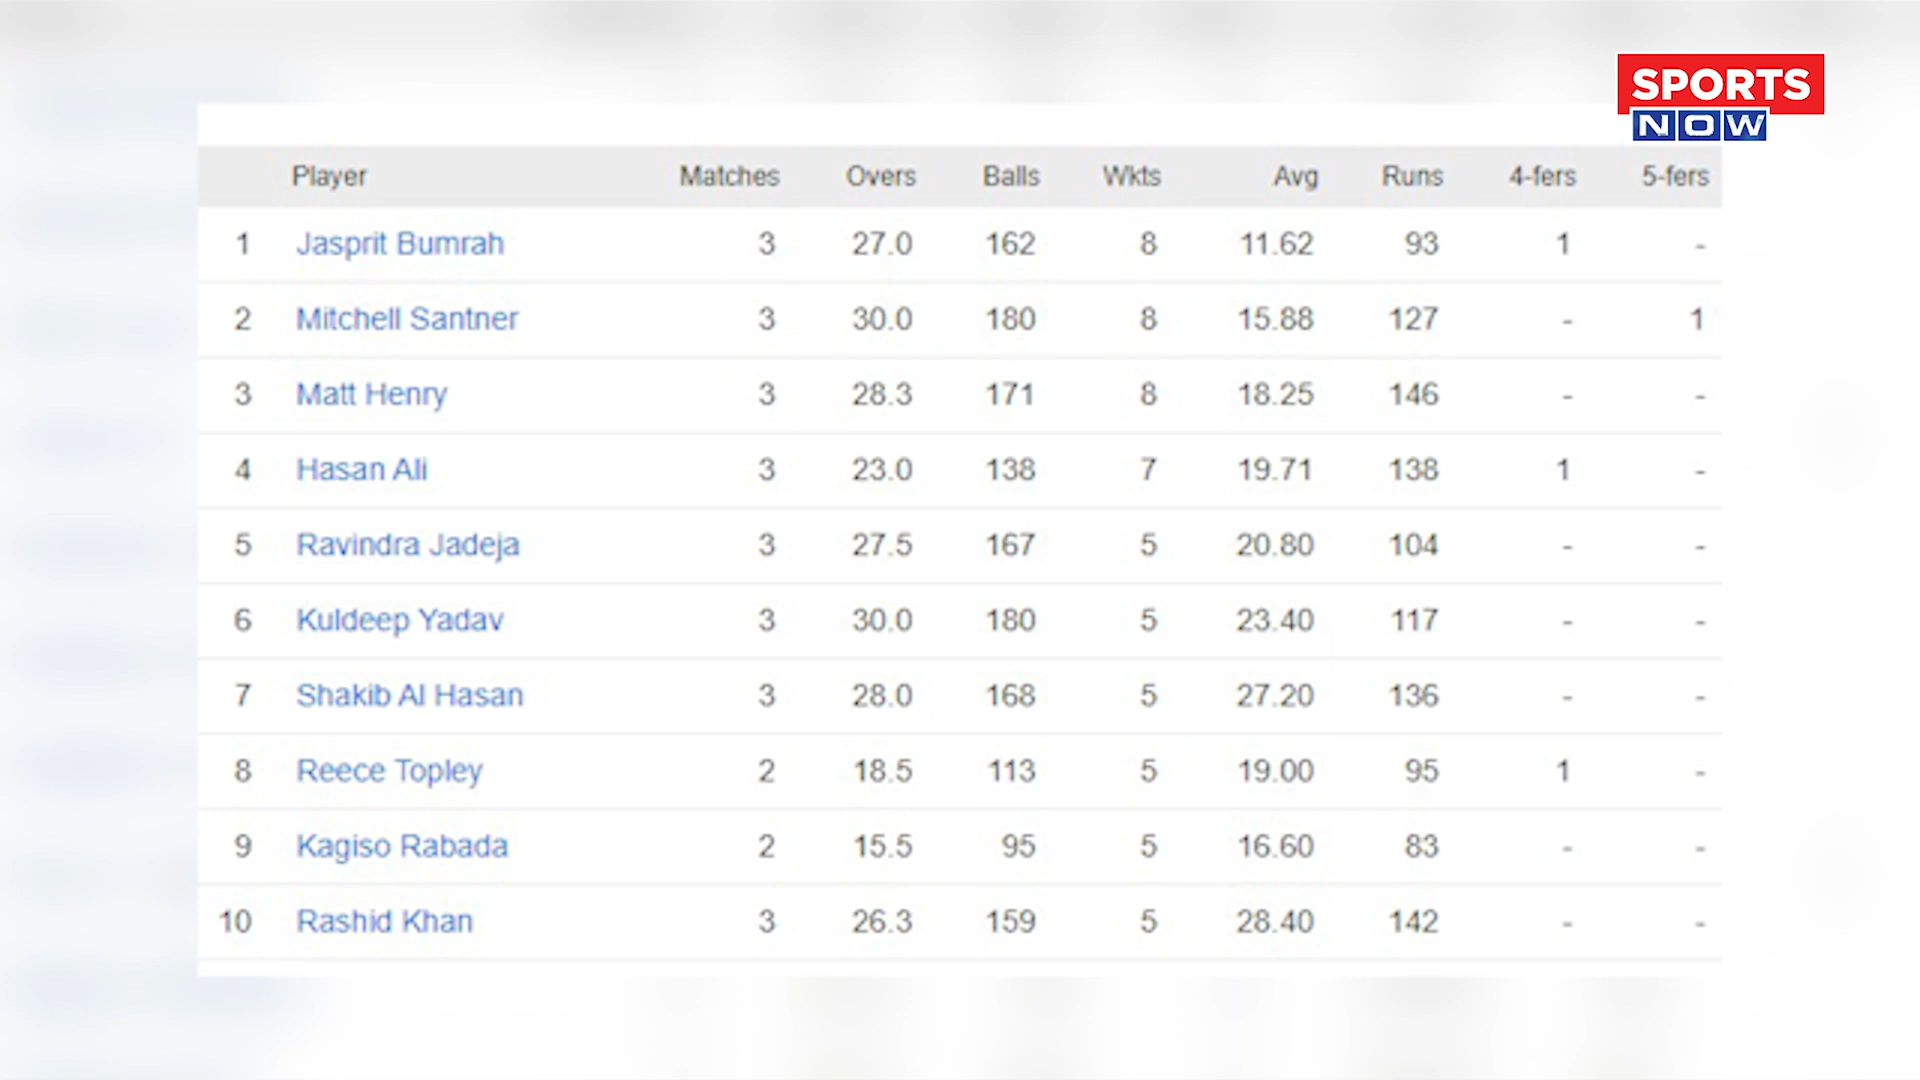 SPORTS
NOW
Player Matches Overs Balls Wkts Avg Runs 4-fers 5-fers
1 Jasprit Bumrah 3 27.0 162 8 11.62 93 1 -
2 Mitchell Santner 3 30.0 180 8 15.88 127 - 1
3 Matt Henry 3 28.3 171 8 18.25 146 - -
4 Hasan Ali 3 23.0 138 7 19.71 138 1 -
5 Ravindra Jadeja 3 27.5 167 5 20.80 104 - -
6 Kuldeep Yadav 3 30.0 180 5 23.40 117 - -
7 Shakib Al Hasan 3 28.0 168 5 27.20 136 - -
8 Reece Topley 2 18.5 113 5 19.00 95 1 -
9 Kagiso Rabada 2 15.5 95 5 16.60 83 - -
10 Rashid Khan 3 26.3 159 5 28.40 142 - -